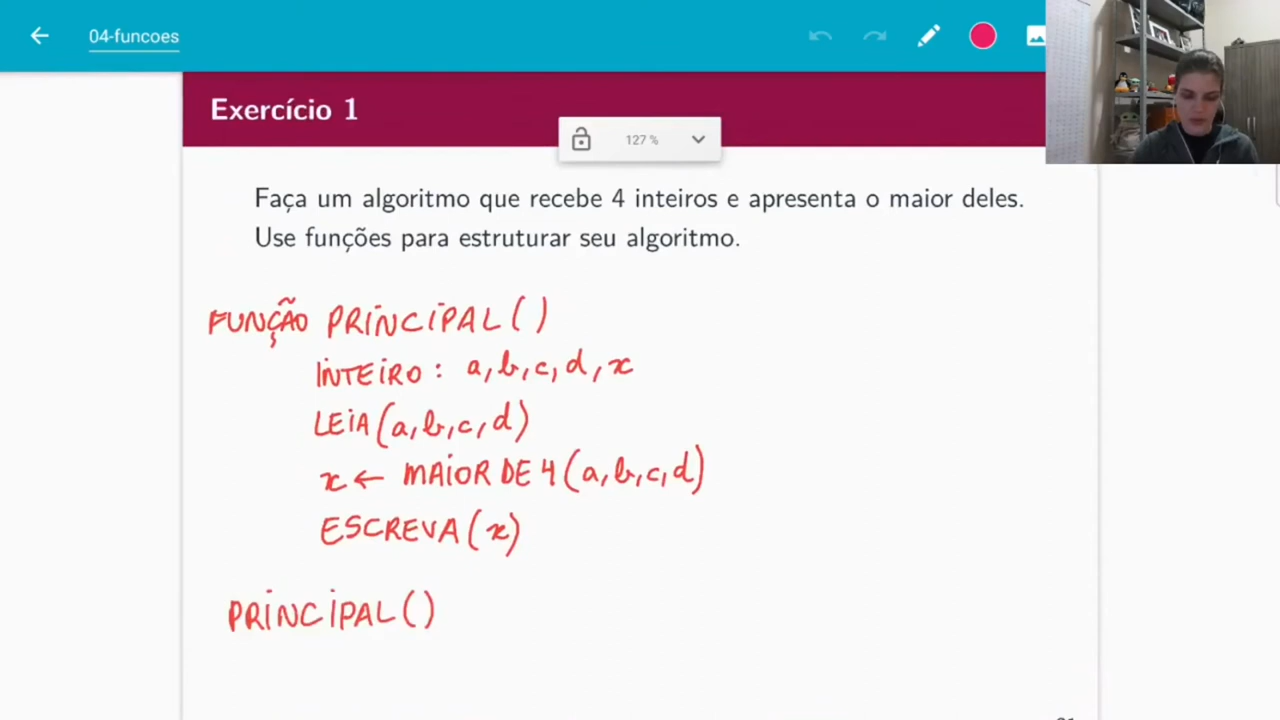 04-funcoes
Exercício 1
127 %
Faça um algoritmo que recebe 4 inteiros e apresenta o maior deles.
Use funções para estruturar seu algoritmo.
FUNÇÃO PRINCIPAL()
INTEIRO: a, b, c, d, x
LEIA(a, b, c, d)
x ← MAIOR DE 4(a, b, c, d)
ESCREVA(x)
PRINCIPAL()